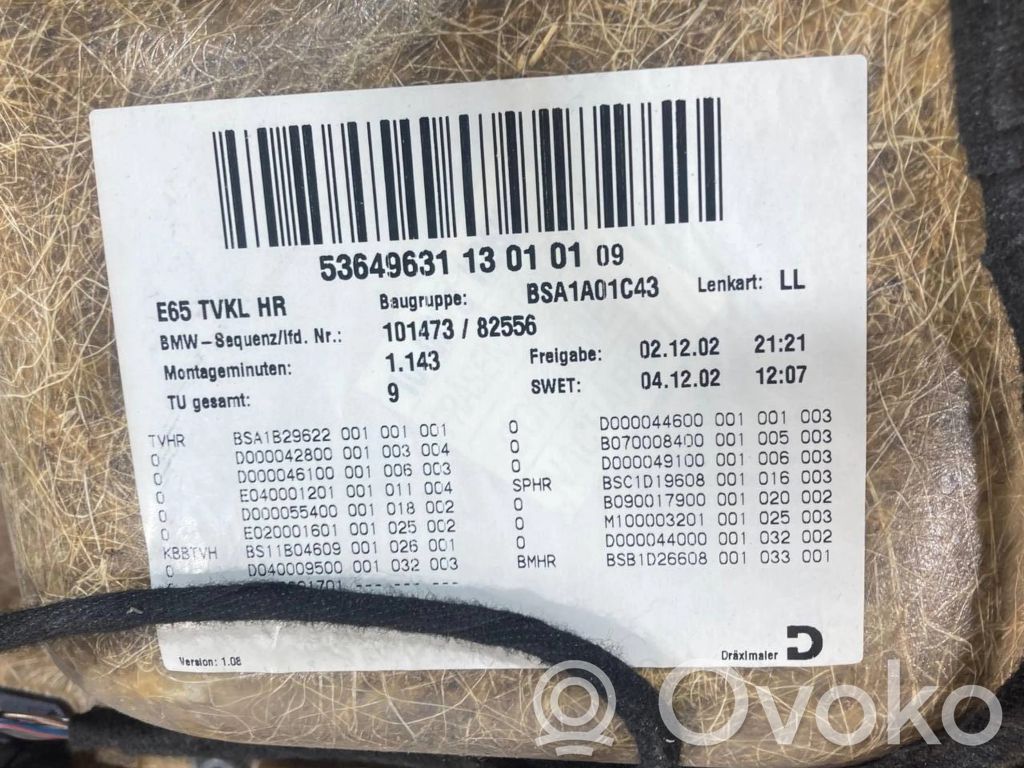 53649631 13 01 01 09
E65 TVKL HR Baugruppe: BSA1A01C43 Lenkart: LL
BMW-Sequenz/lfd. Nr.: 101473 / 82556
Montageminuten: 1.143 Freigabe: 02.12.02 21:21
TU gesamt: 9 SWET: 04.12.02 12:07
TVHR BSA1B29622 001 001 001
0 D000042800 001 003 004
0 D000046100 001 006 003
0 E040001201 001 011 004
0 D000055400 001 018 002
0 E020001601 001 025 002
KBBTVH BS11B04609 001 026 001
0 D040009500 001 032 003
0 D000044600 001 001 003
0 B070008400 001 005 003
0 D000049100 001 006 003
SPHR BSC1D19608 001 016 003
0 B090017900 001 020 002
0 M100003201 001 025 003
0 D000044000 001 032 002
BMHR BSB1D26608 001 033 001
Version: 1.08
Dräxlmaier D
Ovoko